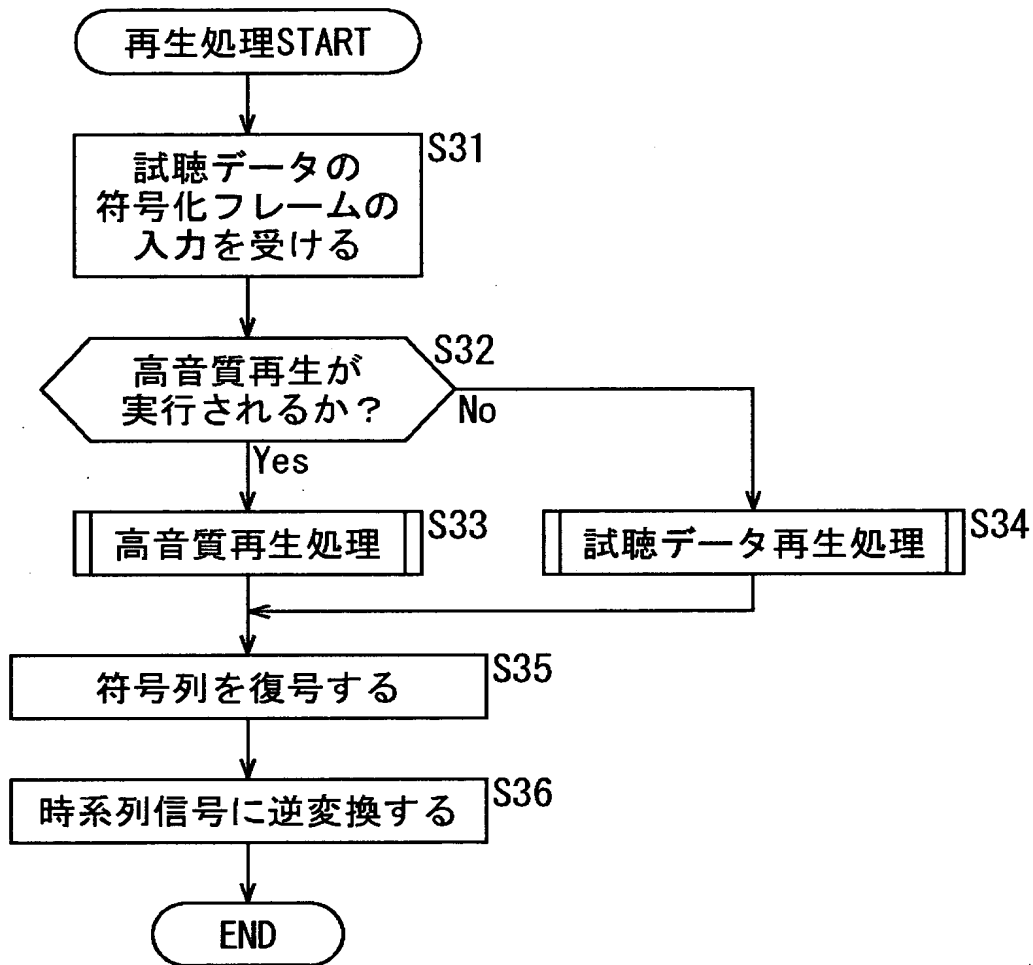 再生処理START
S31
試聴データの
符号化フレームの
入力を受ける
S32
高音質再生が
実行されるか？
No
Yes
高音質再生処理
S33
試聴データ再生処理
S34
符号列を復号する
S35
時系列信号に逆変換する
S36
END